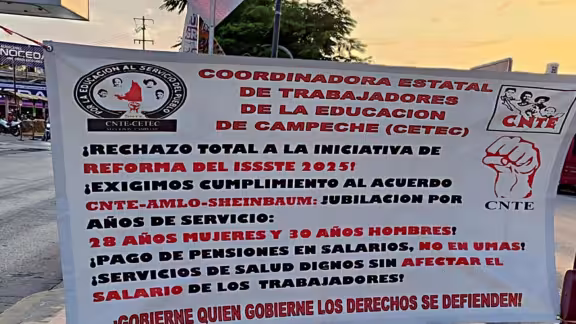 NOCEDA
LA EDUCACION AL SERVICIO DEL PUEBLO
CNTE-CETEC
COORDINADORA ESTATAL
DE TRABAJADORES
DE LA EDUCACION
DE CAMPECHE (CETEC)
CNTE
¡RECHAZO TOTAL A LA INICIATIVA DE
REFORMA DEL ISSSTE 2025!
¡EXIGIMOS CUMPLIMIENTO AL ACUERDO
CNTE-AMLO-SHEINBAUM: JUBILACION POR
AÑOS DE SERVICIO:
28 AÑOS MUJERES Y 30 AÑOS HOMBRES!
¡PAGO DE PENSIONES EN SALARIOS, NO EN UMAS!
¡SERVICIOS DE SALUD DIGNOS SIN AFECTAR EL
SALARIO DE LOS TRABAJADORES!
¡GOBIERNE QUIEN GOBIERNE LOS DERECHOS SE DEFIENDEN!
CNTE